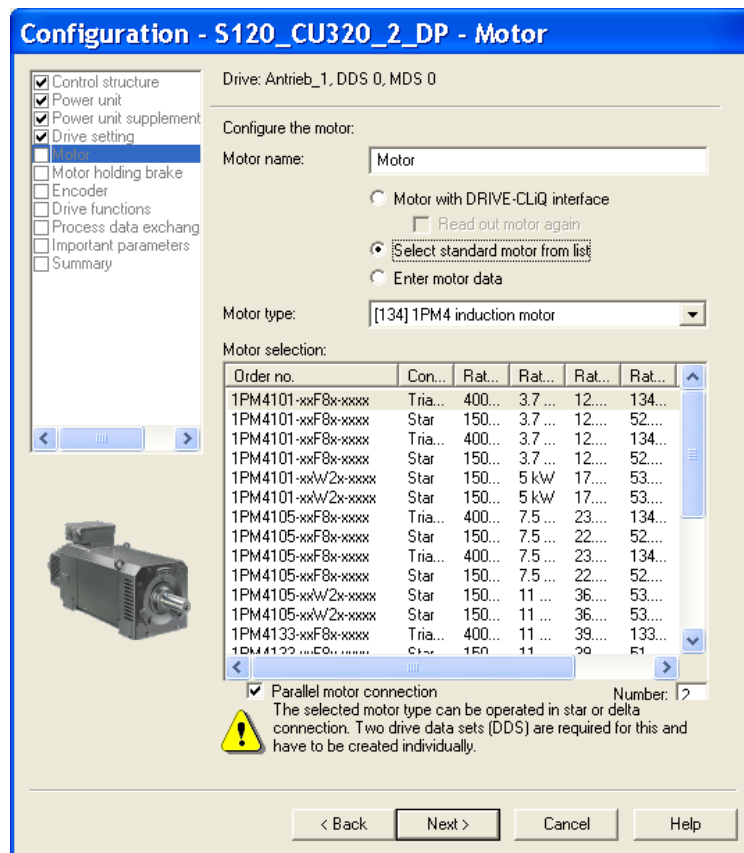 Configuration - S120_CU320_2_DP - Motor
Control structure
Power unit
Power unit supplement
Drive setting
Motor
Motor holding brake
Encoder
Drive functions
Process data exchang
Important parameters
Summary
Drive: Antrieb_1, DDS 0, MDS 0
Configure the motor:
Motor name: Motor
Motor with DRIVE-CLiQ interface
Read out motor again
Select standard motor from list
Enter motor data
Motor type: [134] 1PM4 induction motor
Motor selection:
Order no. Con... Rat... Rat... Rat... Rat...
1PM4101-xxF8x-xxxx Tria... 400... 3.7 ... 12.... 134...
1PM4101-xxF8x-xxxx Star 150... 3.7 ... 12.... 52....
1PM4101-xxF8x-xxxx Tria... 400... 3.7 ... 12.... 134...
1PM4101-xxF8x-xxxx Star 150... 3.7 ... 12.... 52....
1PM4101-xxW2x-xxxx Star 150... 5 kW 17.... 53....
1PM4101-xxW2x-xxxx Star 150... 5 kW 17.... 53....
1PM4105-xxF8x-xxxx Tria... 400... 7.5 ... 23.... 134...
1PM4105-xxF8x-xxxx Star 150... 7.5 ... 22.... 52....
1PM4105-xxF8x-xxxx Tria... 400... 7.5 ... 23.... 134...
1PM4105-xxF8x-xxxx Star 150... 7.5 ... 22.... 52....
1PM4105-xxW2x-xxxx Star 150... 11 ... 36.... 53....
1PM4105-xxW2x-xxxx Star 150... 11 ... 36.... 53....
1PM4133-xxF8x-xxxx Tria... 400... 11 ... 39.... 133...
1PM4133-xxF8x-xxxx Star 150... 11 ... 39.... 51....
Parallel motor connection Number: 2
The selected motor type can be operated in star or delta
connection. Two drive data sets (DDS) are required for this and
have to be created individually.
< Back Next > Cancel Help